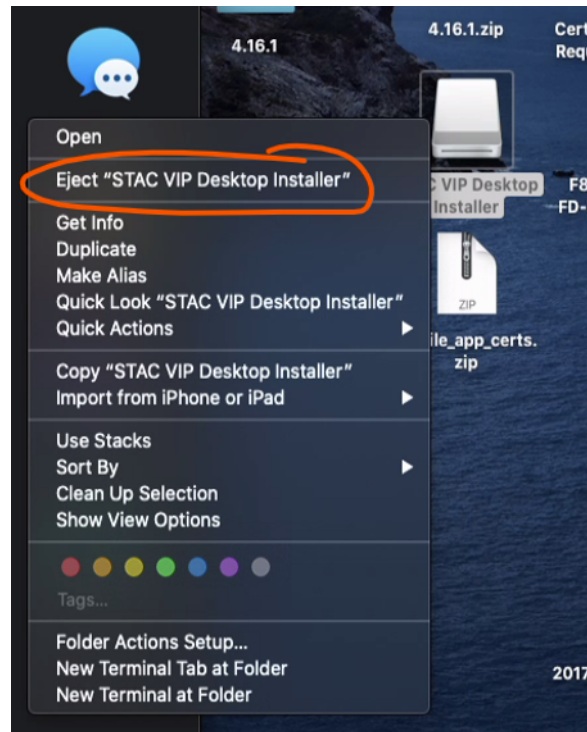 4.16.1
4.16.1.zip
Open
Eject “STAC VIP Desktop Installer”
Get Info
Duplicate
Make Alias
Quick Look “STAC VIP Desktop Installer”
Quick Actions
Copy “STAC VIP Desktop Installer”
Import from iPhone or iPad
Use Stacks
Sort By
Clean Up Selection
Show View Options
Tags...
Folder Actions Setup...
New Terminal Tab at Folder
New Terminal at Folder
VIP Desktop
Installer
ZIP
ile_app_certs.
zip
Cert
Requ
F8
FD-
2017